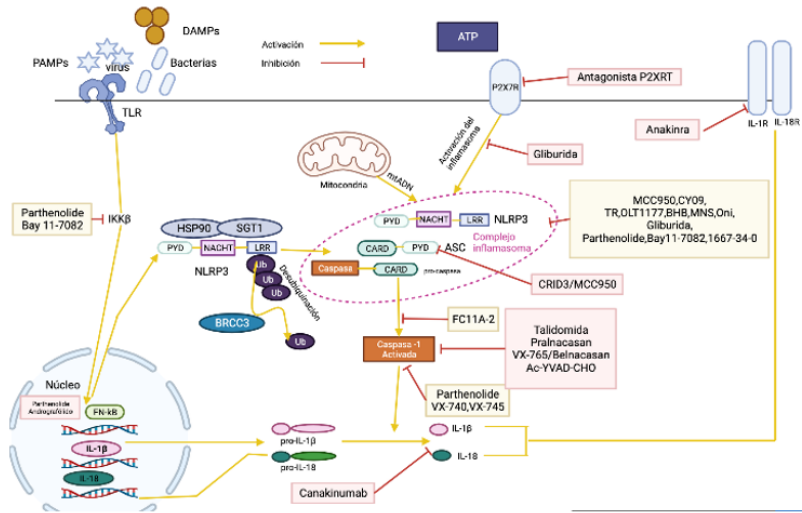 DAMPs
PAMPs
virus
Bacterias
TLR
Activación
Inhibición
ATP
P2X7R
Antagonista P2XRT
IL-1R
IL-18R
Anakinra
Activación del
inflamasoma
Gliburida
Mitocondria
mtADN
Parthenolide
Bay 11-7082
IKKβ
HSP90
SGT1
PYD
NACHT
LRR
NLRP3
Ub
Ub
Ub
Desubiquinación
BRCC3
Ub
PYD
NACHT
LRR
NLRP3
Complejo
inflamasoma
CARD
PYD
ASC
Caspasa
CARD
pro-caspasa
MCC950,CY09,
TR,OLT1177,BHB,MNS,Oni,
Gliburida,
Parthenolide,Bay11-7082,1667-34-0
CRID3/MCC950
FC11A-2
Caspasa -1
Activada
Talidomida
Pralnacasan
VX-765/Belnacasan
Ac-YVAD-CHO
Parthenolide
VX-740,VX-745
Núcleo
Parthenolide
Andrografólico
FN-kB
IL-1β
IL-18
pro-IL-1β
pro-IL-18
IL-1β
IL-18
Canakinumab